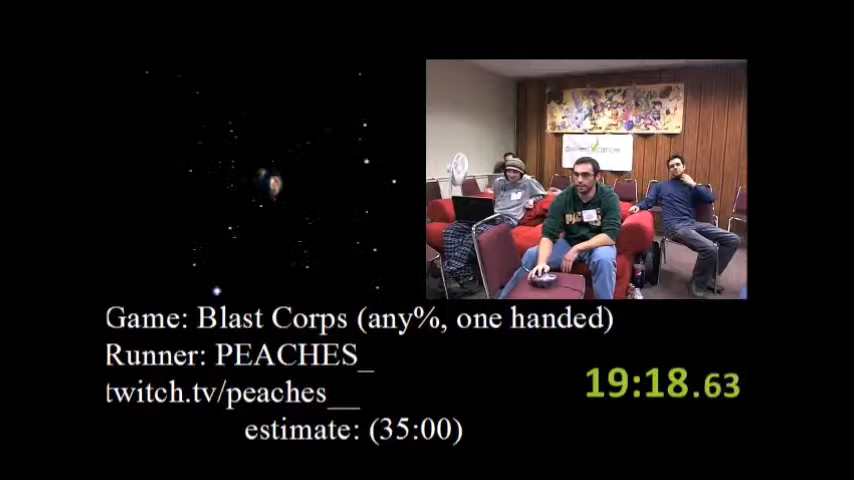 Game: Blast Corps (any%, one handed)
Runner: PEACHES_
twitch.tv/peaches__
19:18.63
estimate: (35:00)